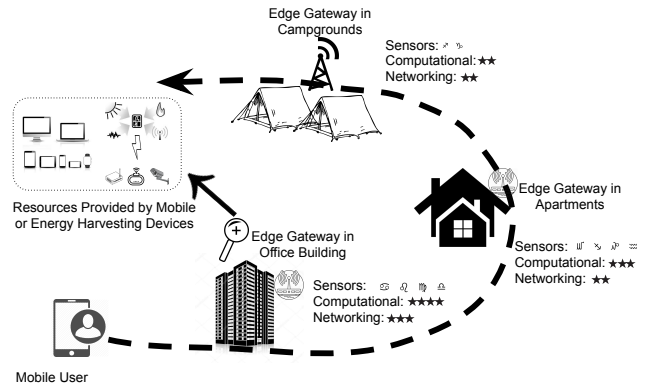 Edge Gateway in
Campgrounds
Sensors: ♐ ♑
Computational:★★
Networking: ★★
Resources Provided by Mobile
or Energy Harvesting Devices
Edge Gateway in
Apartments
Sensors:
Computational: ★★★
Networking: ★★
Edge Gateway in
Office Building
Sensors: ♋ ♌ ♍ ♎
Computational: ★★★★
Networking: ★★★
Mobile User